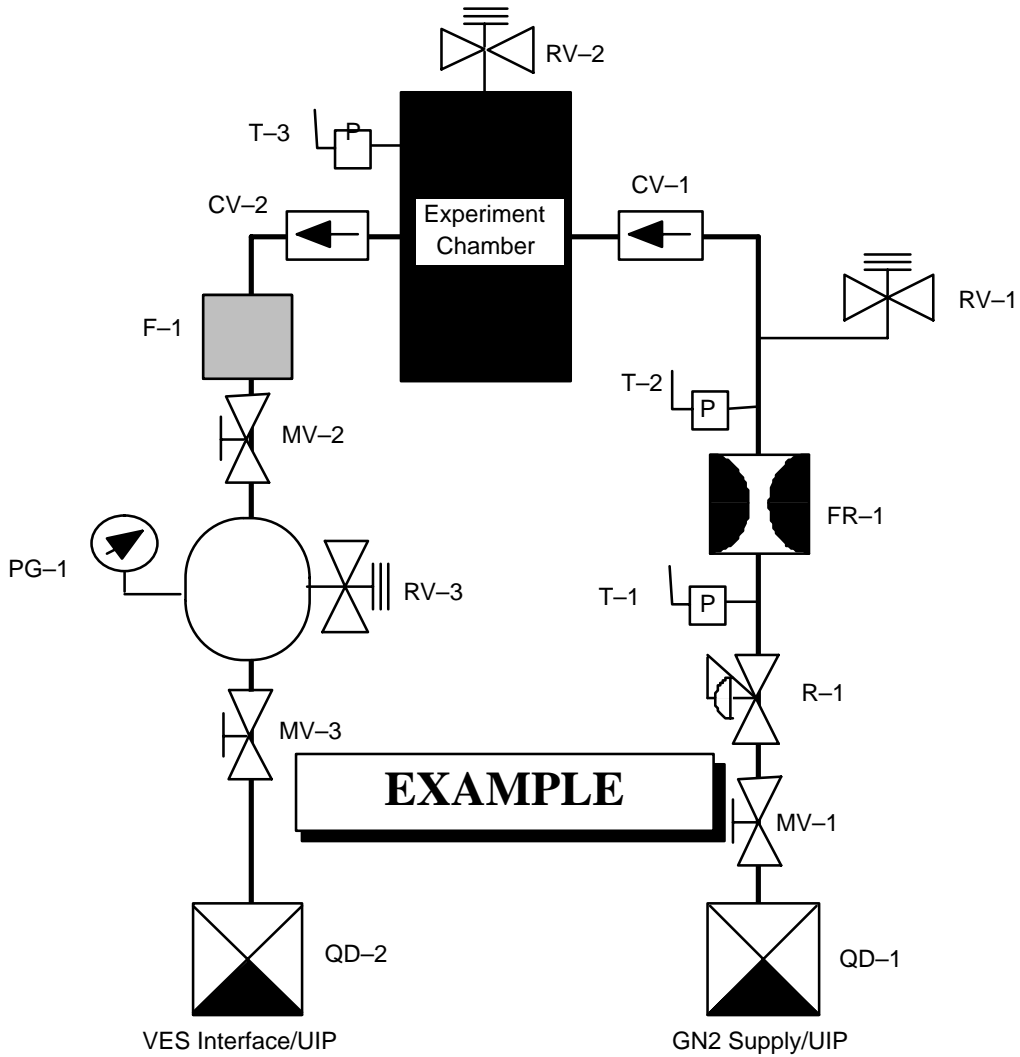 RV–2
T–3
P
CV–2
CV–1
Experiment
Chamber
F–1
RV–1
T–2
P
MV–2
FR–1
PG–1
RV–3
T–1
P
R–1
MV–3
EXAMPLE
MV–1
QD–2
QD–1
VES Interface/UIP
GN2 Supply/UIP